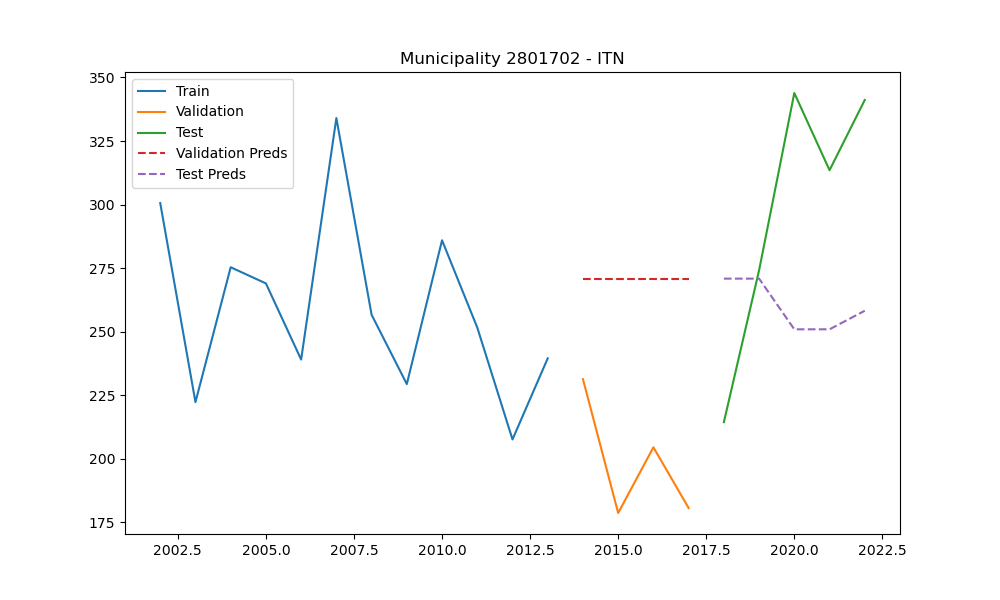 Municipality 2801702 - ITN
350
325
300
275
250
225
200
175
Train
Validation
Test
Validation Preds
Test Preds
2002.5 2005.0 2007.5 2010.0 2012.5 2015.0 2017.5 2020.0 2022.5